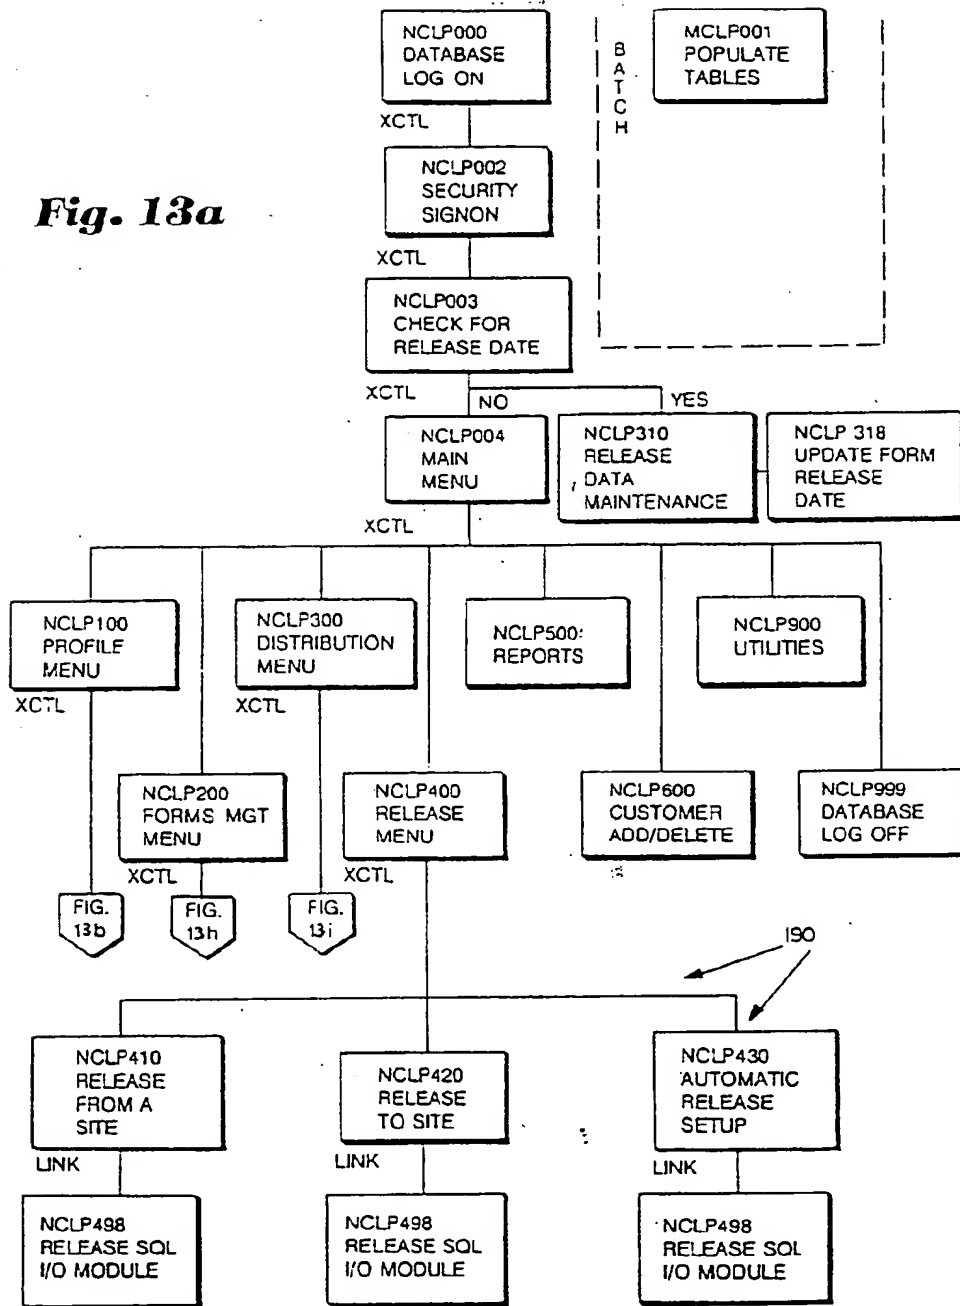 NCLP000
DATABASE
LOG ON
BATCH
MCLP001
POPULATE
TABLES
XCTL
NCLP002
SECURITY
SIGNON
Fig. 13a
XCTL
NCLP003
CHECK FOR
RELEASE DATE
XCTL
NO
YES
NCLP004
MAIN
MENU
NCLP310
RELEASE
DATA
MAINTENANCE
NCLP 318
UPDATE FORM
RELEASE
DATE
XCTL
NCLP100
PROFILE
MENU
NCLP300
DISTRIBUTION
MENU
NCLP500
REPORTS
NCLP900
UTILITIES
XCTL
XCTL
NCLP200
FORMS MGT
MENU
NCLP400
RELEASE
MENU
NCLP600
CUSTOMER
ADD/DELETE
NCLP999
DATABASE
LOG OFF
XCTL
XCTL
FIG.
13b
FIG.
13h
FIG.
13i
190
NCLP410
RELEASE
FROM A
SITE
NCLP420
RELEASE
TO SITE
NCLP430
AUTOMATIC
RELEASE
SETUP
LINK
LINK
LINK
NCLP498
RELEASE SQL
I/O MODULE
NCLP498
RELEASE SQL
I/O MODULE
NCLP498
RELEASE SQL
I/O MODULE